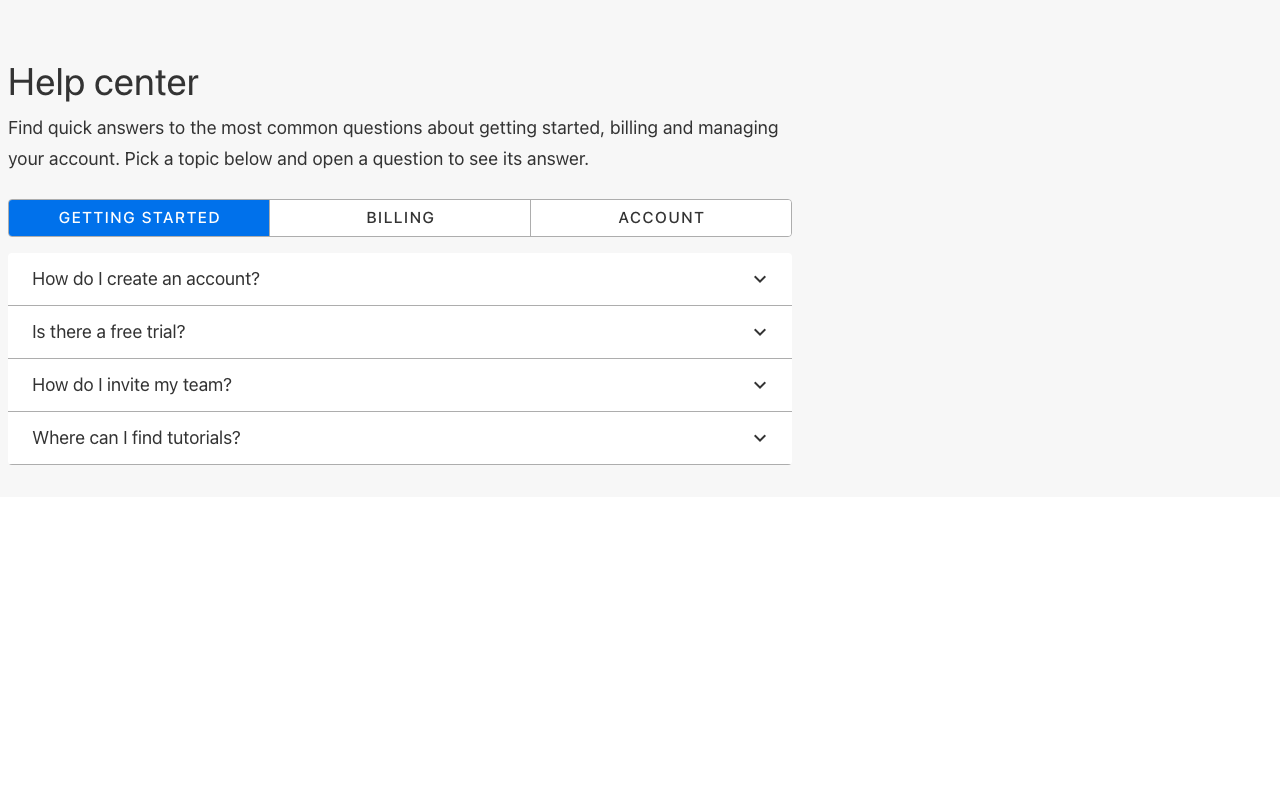 Help center
Find quick answers to the most common questions about getting started, billing and managing
your account. Pick a topic below and open a question to see its answer.
GETTING STARTED
BILLING
ACCOUNT
How do I create an account?
Is there a free trial?
How do I invite my team?
Where can I find tutorials?